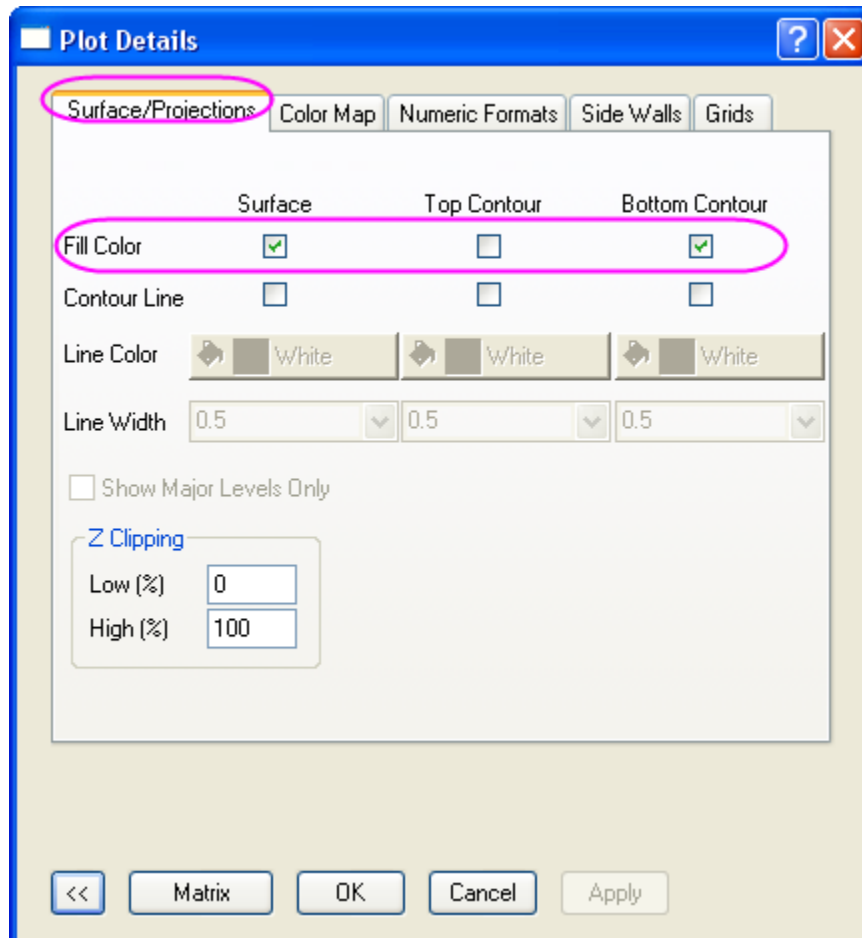 Plot Details
Surface/Projections Color Map Numeric Formats Side Walls Grids
Surface Top Contour Bottom Contour
Fill Color
Contour Line
Line Color White White White
Line Width 0.5 0.5 0.5
Show Major Levels Only
Z Clipping
Low (%) 0
High (%) 100
<< Matrix OK Cancel Apply